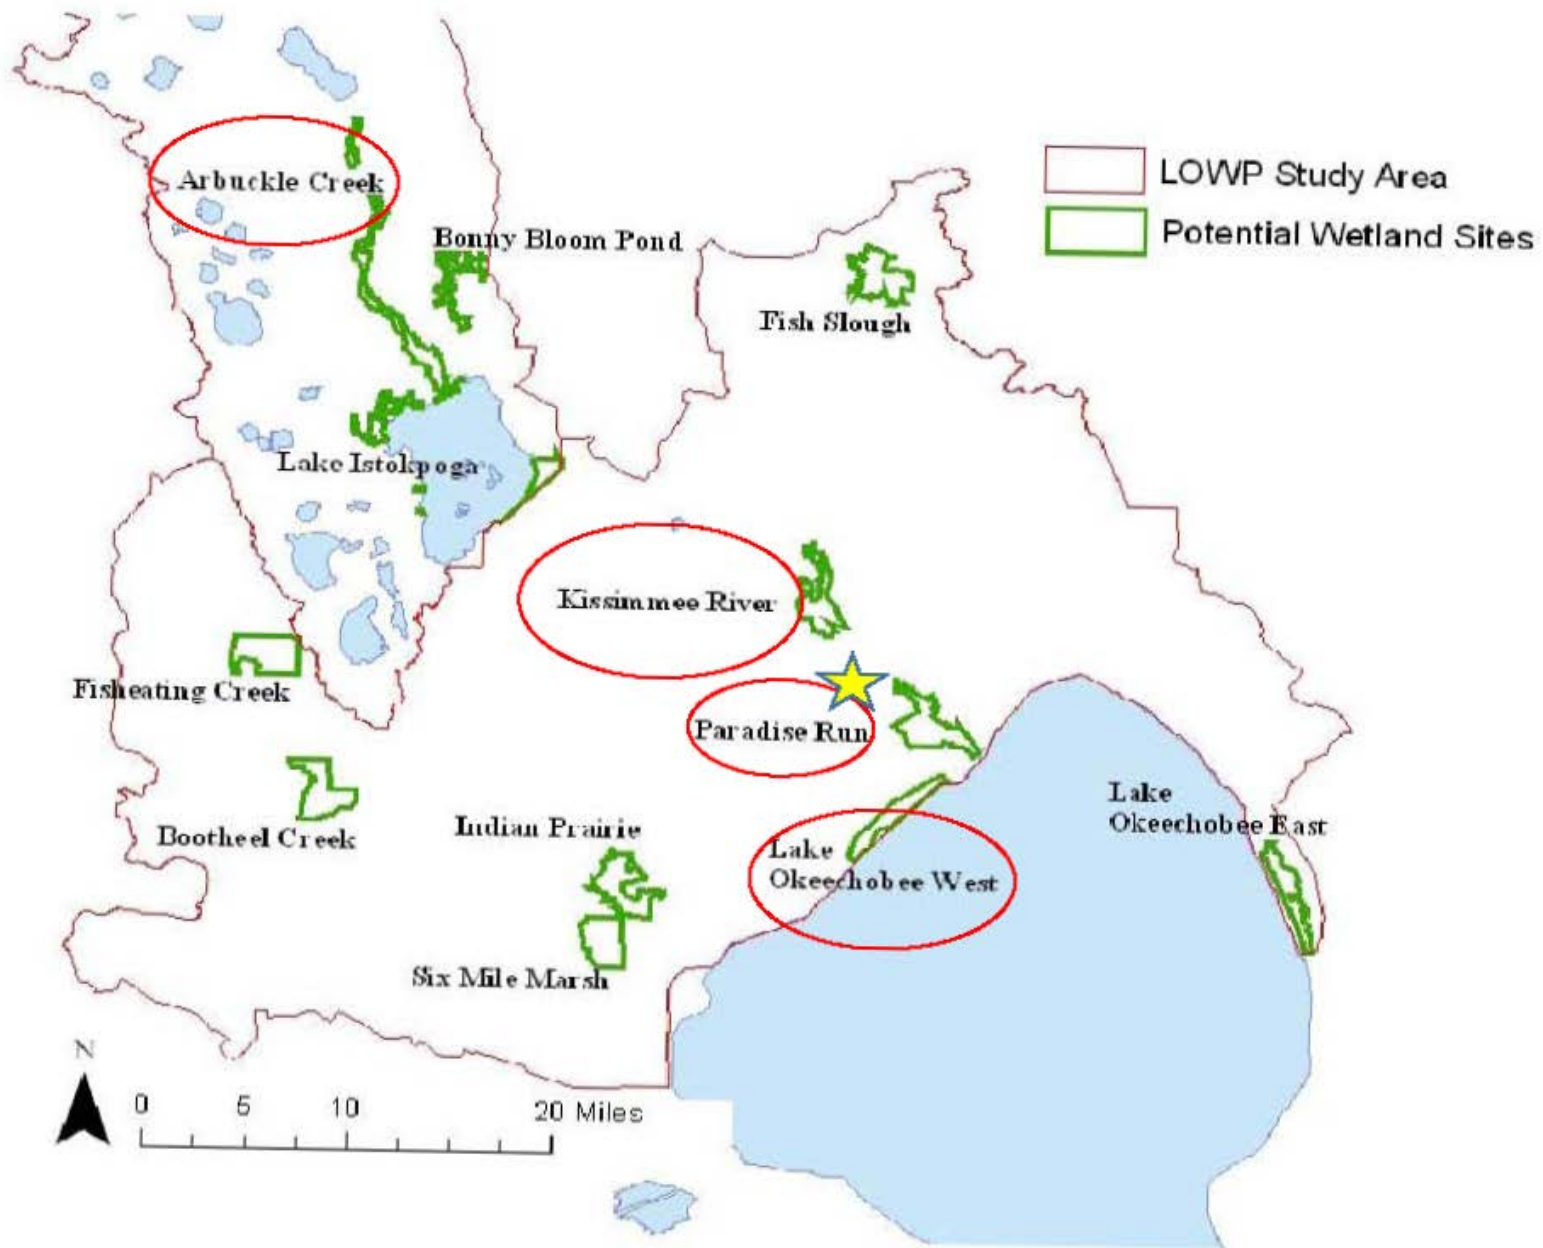 Arbuckle Creek
LOWP Study Area
Potential Wetland Sites
Bonny Bloom Pond
Fish Slough
Lake Istokpoga
Kissimmee River
Fisheating Creek
Paradise Run
Bootheel Creek
Indian Prairie
Lake
Okeechobee East
Lake
Okeechobee West
Six Mile Marsh
N
0 5 10 20 Miles